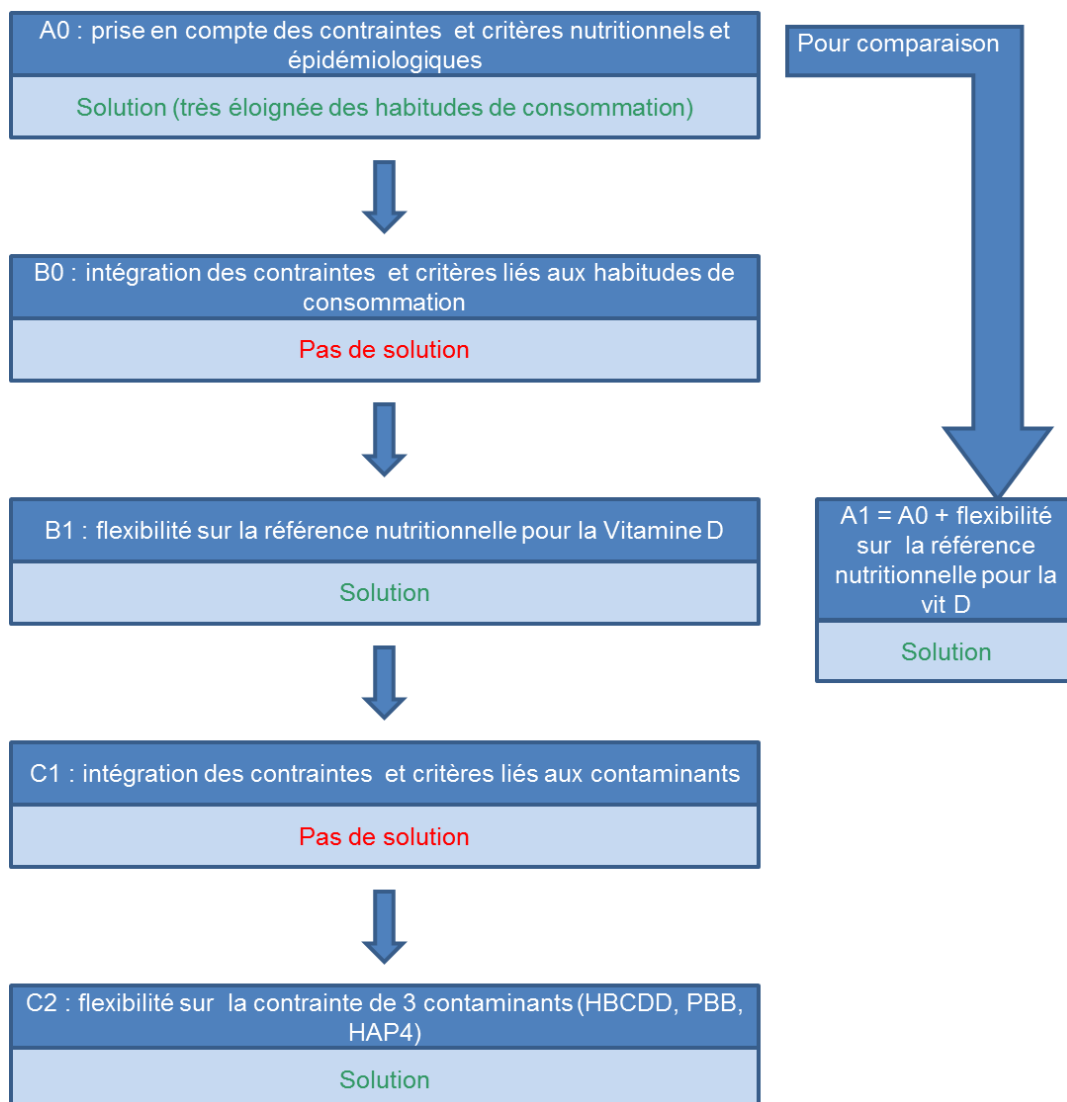 A0 : prise en compte des contraintes et critères nutritionnels et
épidémiologiques
Solution (très éloignée des habitudes de consommation)
Pour comparaison
B0 : intégration des contraintes et critères liés aux habitudes de
consommation
Pas de solution
B1 : flexibilité sur la référence nutritionnelle pour la Vitamine D
Solution
A1 = A0 + flexibilité
sur la référence
nutritionnelle pour la
vit D
Solution
C1 : intégration des contraintes et critères liés aux contaminants
Pas de solution
C2 : flexibilité sur la contrainte de 3 contaminants (HBCDD, PBB,
HAP4)
Solution